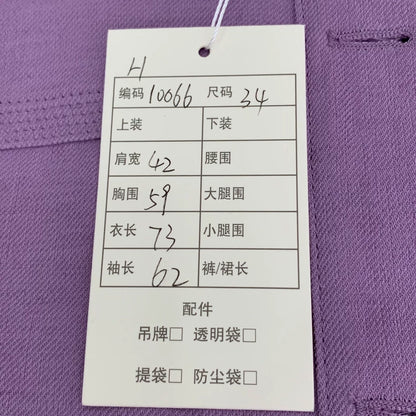 H
编码 10066 尺码 34
上装 下装
肩宽 42 腰围
胸围 59 大腿围
衣长 73 小腿围
袖长 62 裤/裙长
配件
吊牌□ 透明袋□
提袋□ 防尘袋□